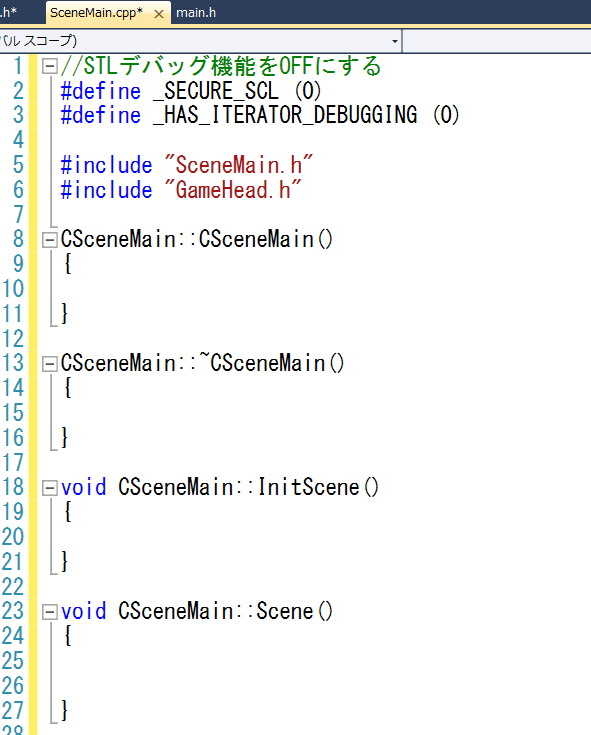 .h* SceneMain.cpp* main.h
バル スコープ)
1 //STLデバッグ機能をOFFにする
2 #define _SECURE_SCL (0)
3 #define _HAS_ITERATOR_DEBUGGING (0)
4
5 #include "SceneMain.h"
6 #include "GameHead.h"
7
8 CSceneMain::CSceneMain()
9 {
10
11 }
12
13 CSceneMain::~CSceneMain()
14 {
15
16 }
17
18 void CSceneMain::InitScene()
19 {
20
21 }
22
23 void CSceneMain::Scene()
24 {
25
26
27 }
28